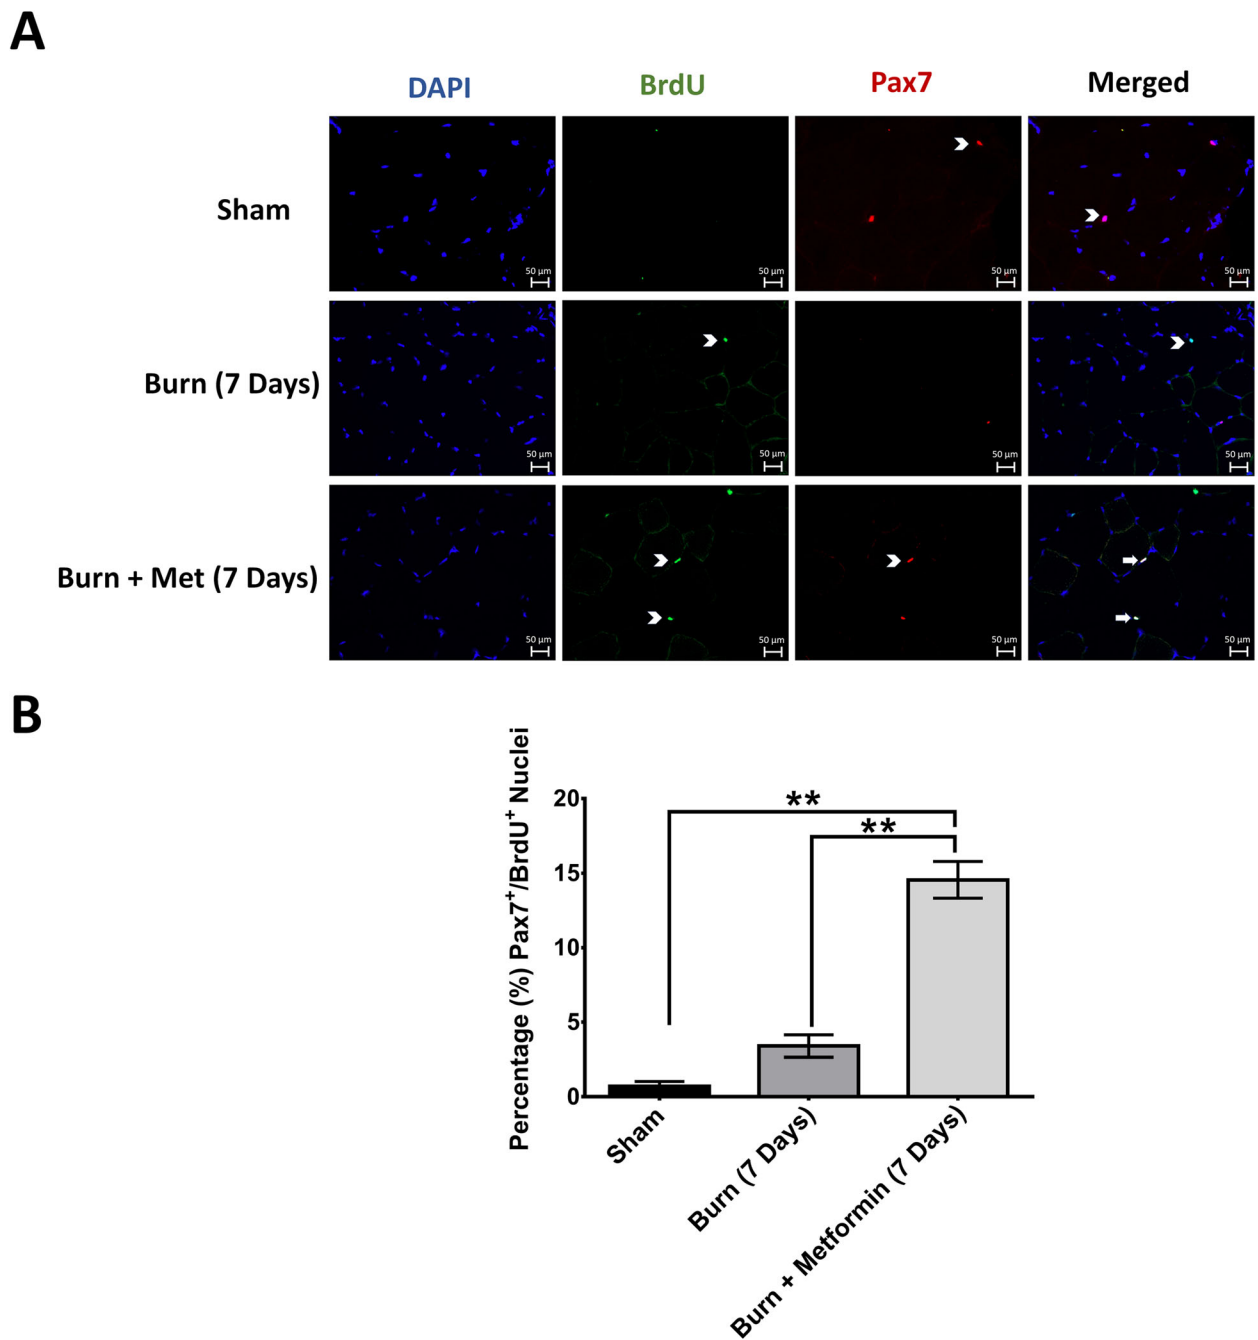 A
DAPI BrdU Pax7 Merged
Sham
50 µm 50 µm 50 µm 50 µm
Burn (7 Days)
50 µm 50 µm 50 µm 50 µm
Burn + Met (7 Days)
50 µm 50 µm 50 µm 50 µm
B
Percentage (%) Pax7⁺/BrdU⁺ Nuclei
20
15
10
5
0
**
**
Sham
Burn (7 Days)
Burn + Metformin (7 Days)